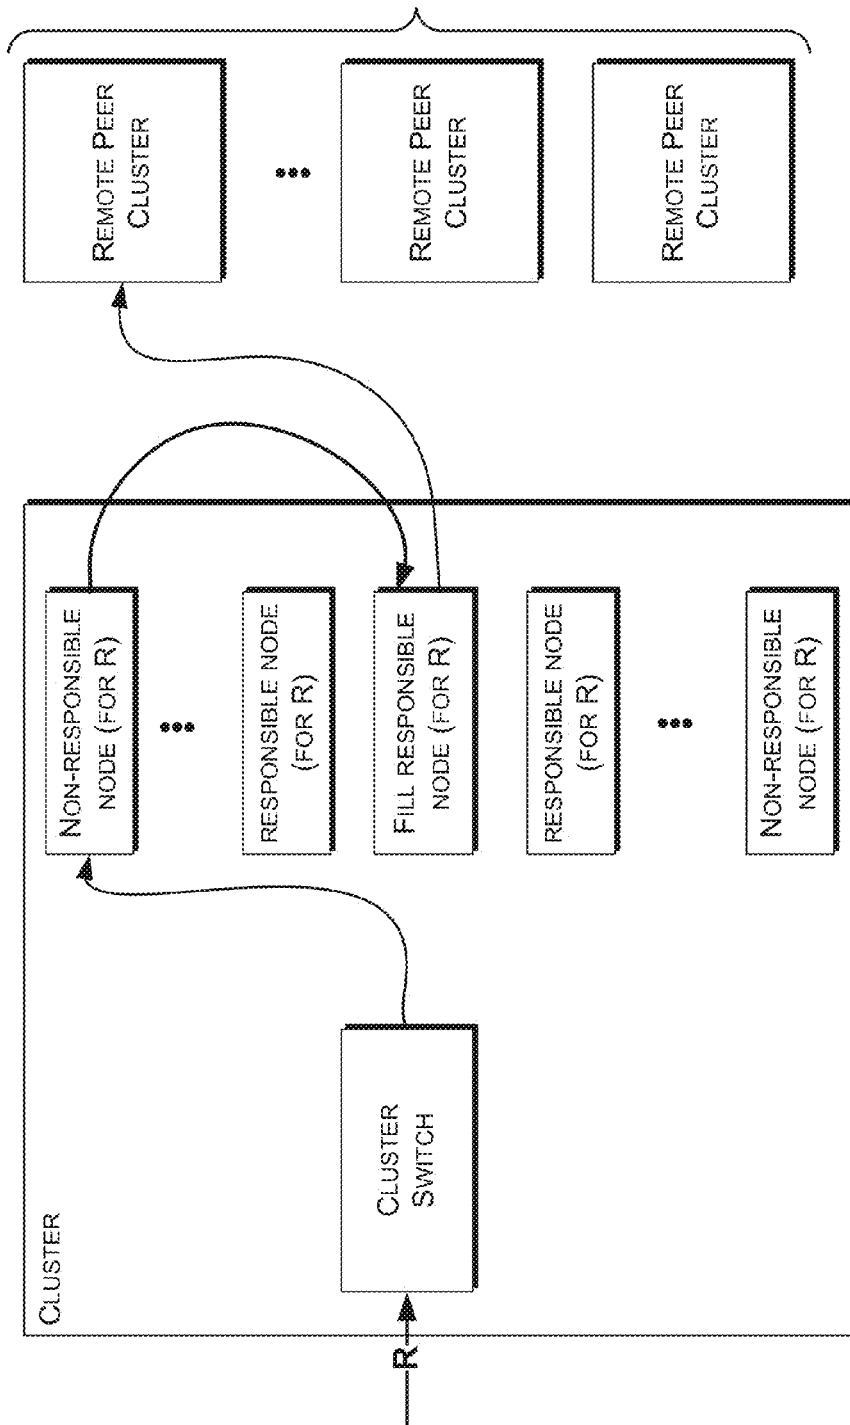 R
CLUSTER
CLUSTER
SWITCH
NON-RESPONSIBLE
NODE (FOR R)
RESPONSIBLE NODE
(FOR R)
FILL RESPONSIBLE
NODE (FOR R)
RESPONSIBLE NODE
(FOR R)
NON-RESPONSIBLE
NODE (FOR R)
REMOTE PEER
CLUSTER
REMOTE PEER
CLUSTER
REMOTE PEER
CLUSTER